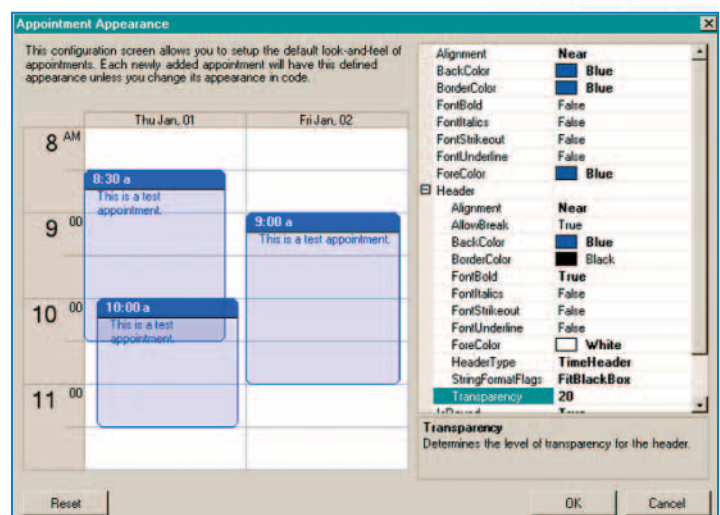 Appointment Appearance
This configuration screen allows you to setup the default look-and-feel of
appointments. Each newly added appointment will have this defined
appearance unless you change its appearance in code.
Thu Jan, 01
Fri Jan, 02
8 AM
9 00
10 00
11 00
8:30 a
This is a test
appointment.
9:00 a
This is a test appointment.
10:00 a
This is a test
appointment.
Alignment Near
BackColor Blue
BorderColor Blue
FontBold False
FontItalics False
FontStrikeout False
FontUnderline False
ForeColor Blue
Header
Alignment Near
AllowBreak True
BackColor Blue
BorderColor Black
FontBold True
FontItalics False
FontStrikeout False
FontUnderline False
ForeColor White
HeaderType TimeHeader
StringFormatFlags FitBlackBox
Transparency 20
Transparency
Determines the level of transparency for the header.
Reset
OK
Cancel